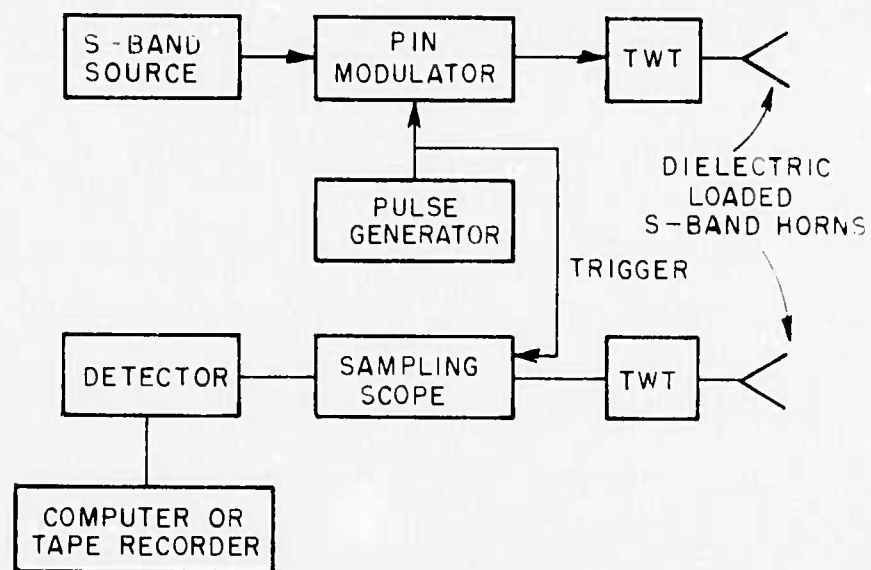 S-BAND
SOURCE
PIN
MODULATOR
TWT
PULSE
GENERATOR
DIELECTRIC
LOADED
S-BAND HORNS
TRIGGER
DETECTOR
SAMPLING
SCOPE
TWT
COMPUTER OR
TAPE RECORDER